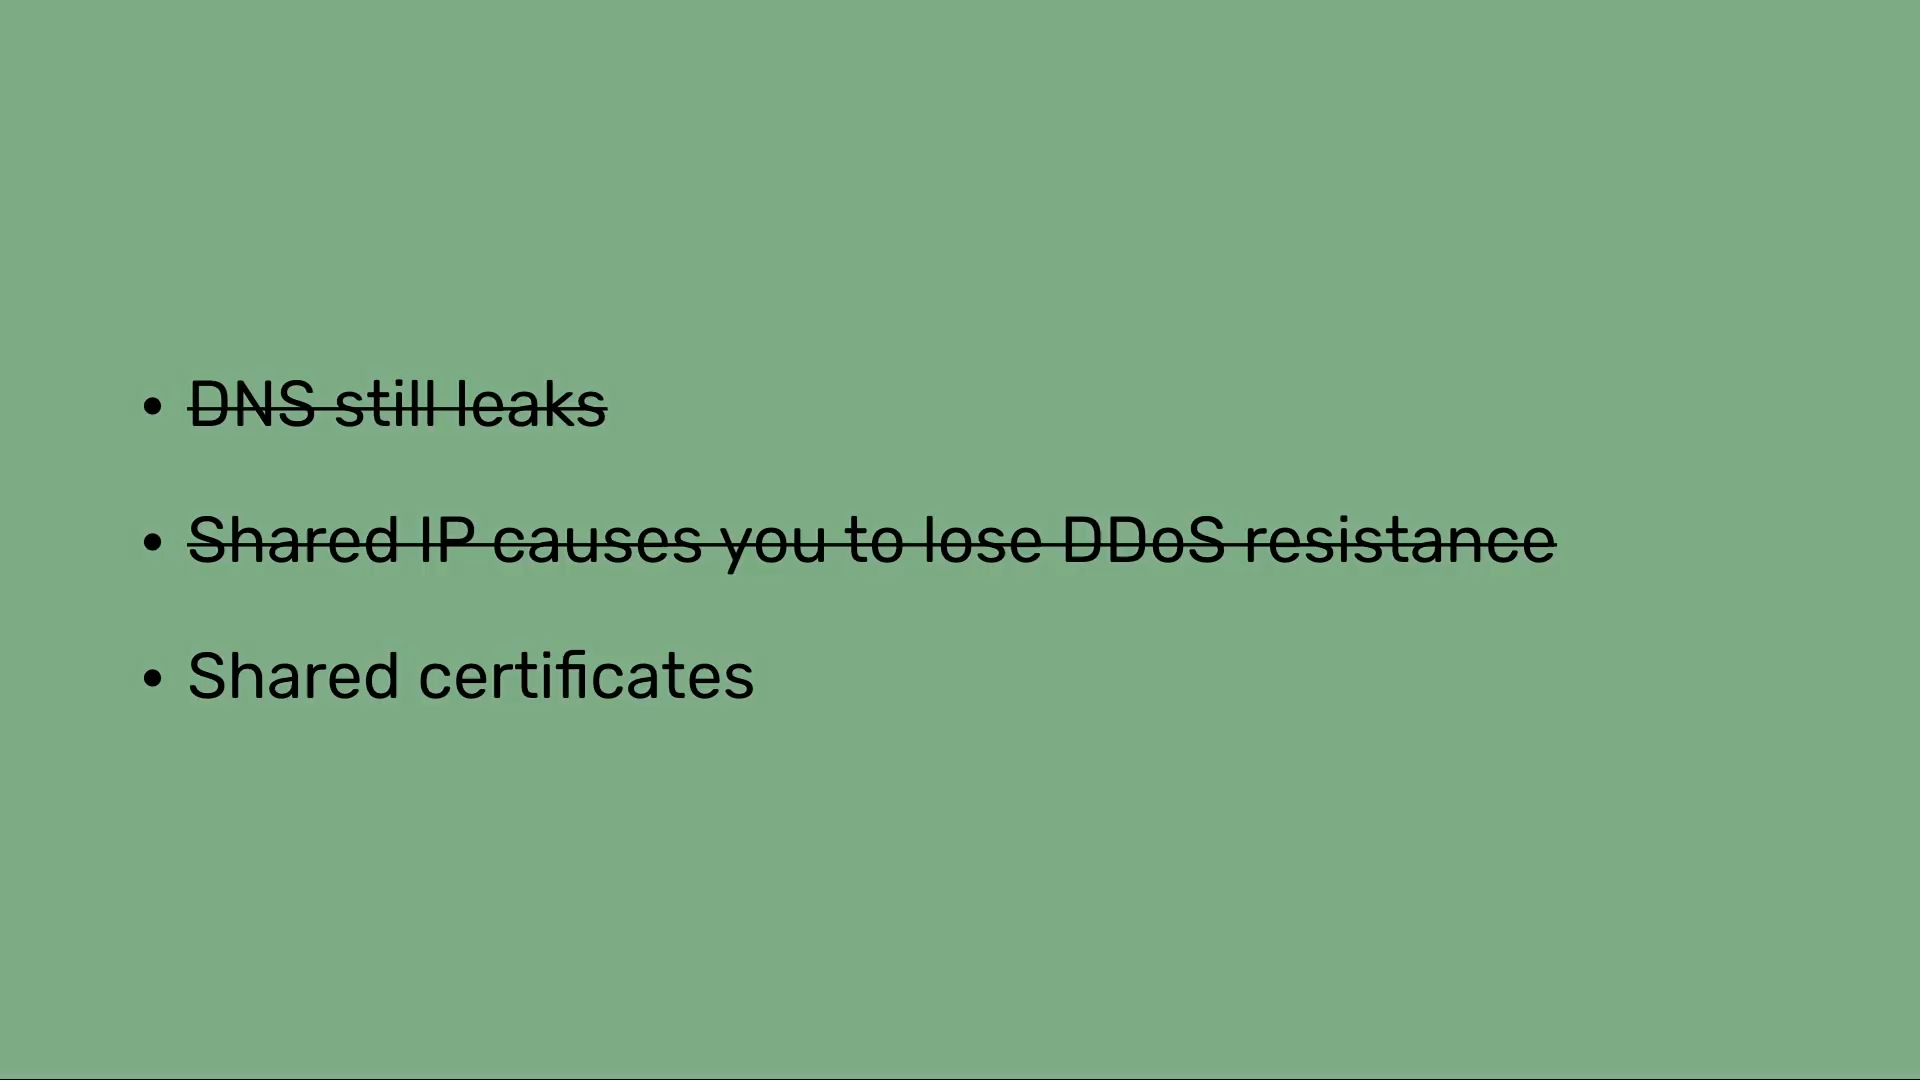 • DNS still leaks
• Shared IP causes you to lose DDoS resistance
• Shared certificates